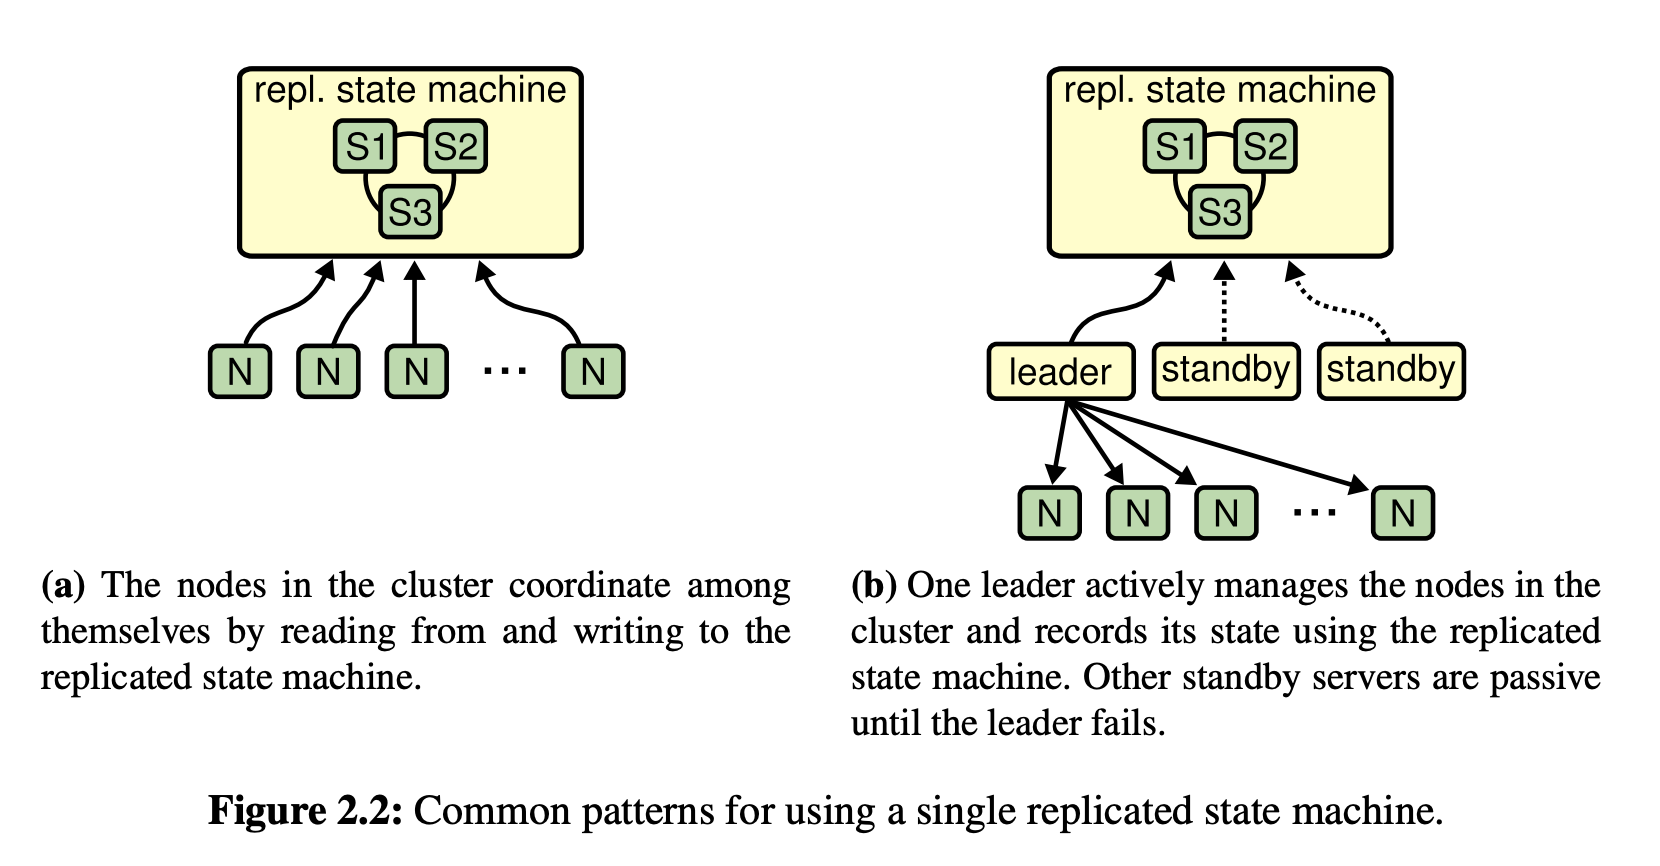 repl. state machine
S1 S2
S3
N N N ... N
(a) The nodes in the cluster coordinate among
themselves by reading from and writing to the
replicated state machine.
repl. state machine
S1 S2
S3
leader standby standby
N N N ... N
(b) One leader actively manages the nodes in the
cluster and records its state using the replicated
state machine. Other standby servers are passive
until the leader fails.
Figure 2.2: Common patterns for using a single replicated state machine.